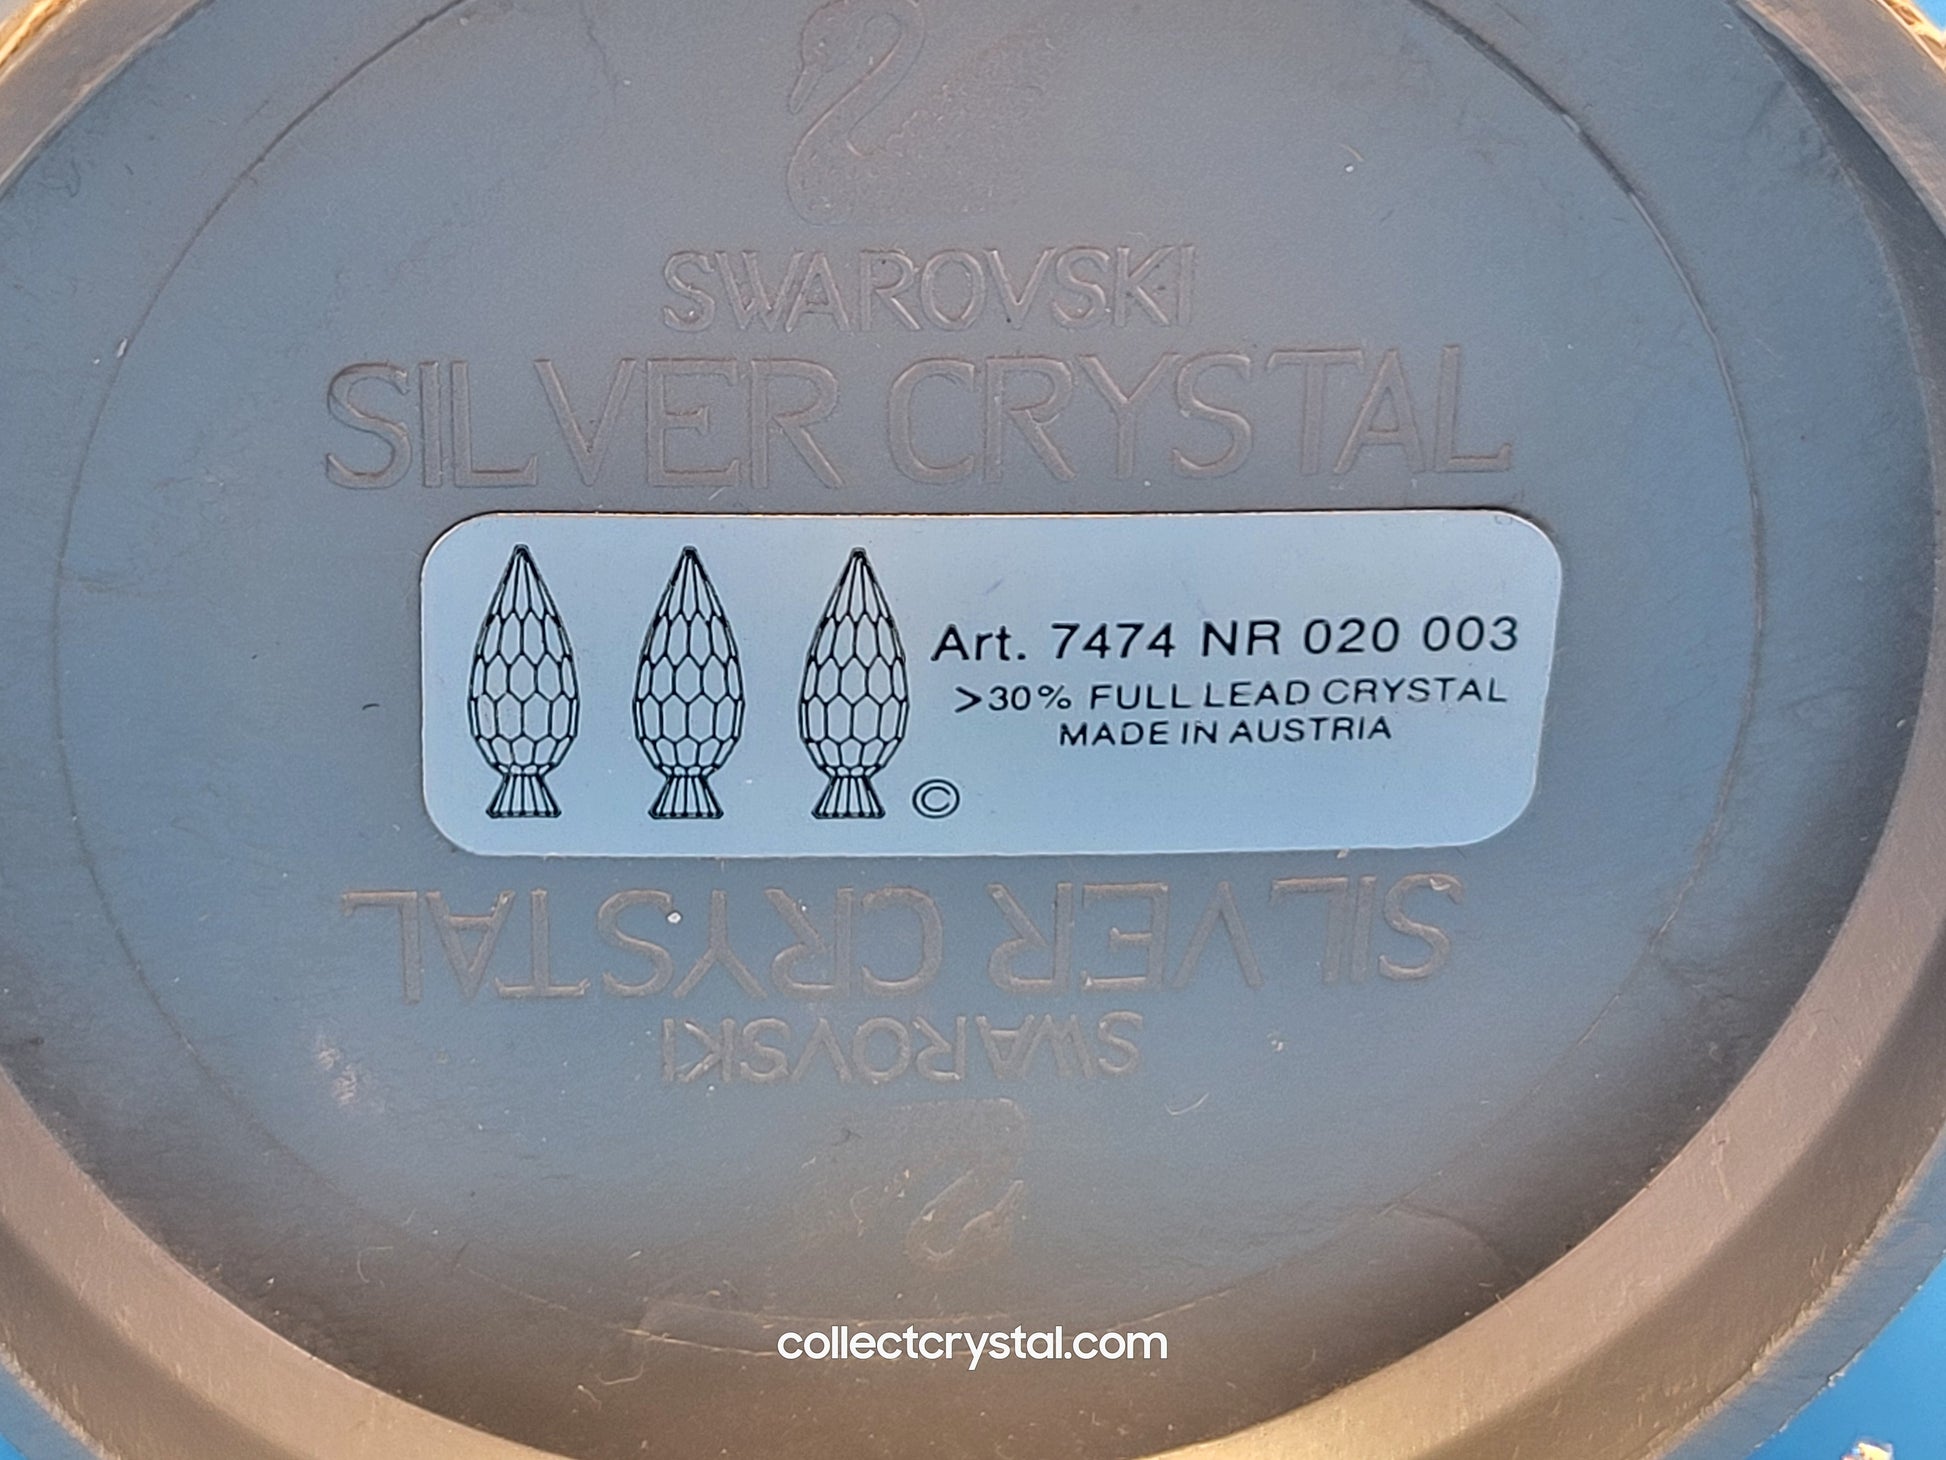 SWAROVSKI
SILVER CRYSTAL
Art. 7474 NR 020 003
>30% FULL LEAD CRYSTAL
MADE IN AUSTRIA
©
SILVER CRYSTAL
SWAROVSKI
collectcrystal.com